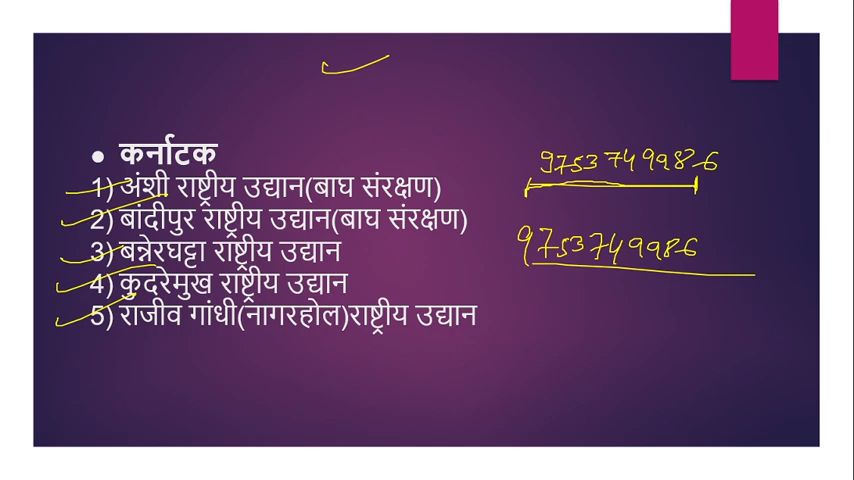 ● कर्नाटक
1) अंशी राष्ट्रीय उद्यान(बाघ संरक्षण)
2) बांदीपुर राष्ट्रीय उद्यान(बाघ संरक्षण)
3) बन्नेरघट्टा राष्ट्रीय उद्यान
4) कुदरेमुख राष्ट्रीय उद्यान
5) राजीव गांधी(नागरहोल)राष्ट्रीय उद्यान
9753749986
9753749986